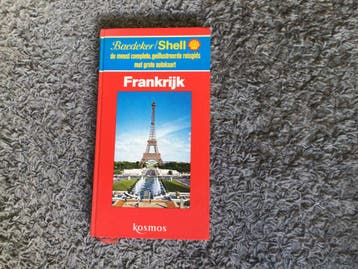 Baedeker/Shell
de meest complete, geïllustreerde reisgids
met grote autokaart
Frankrijk
kosmos